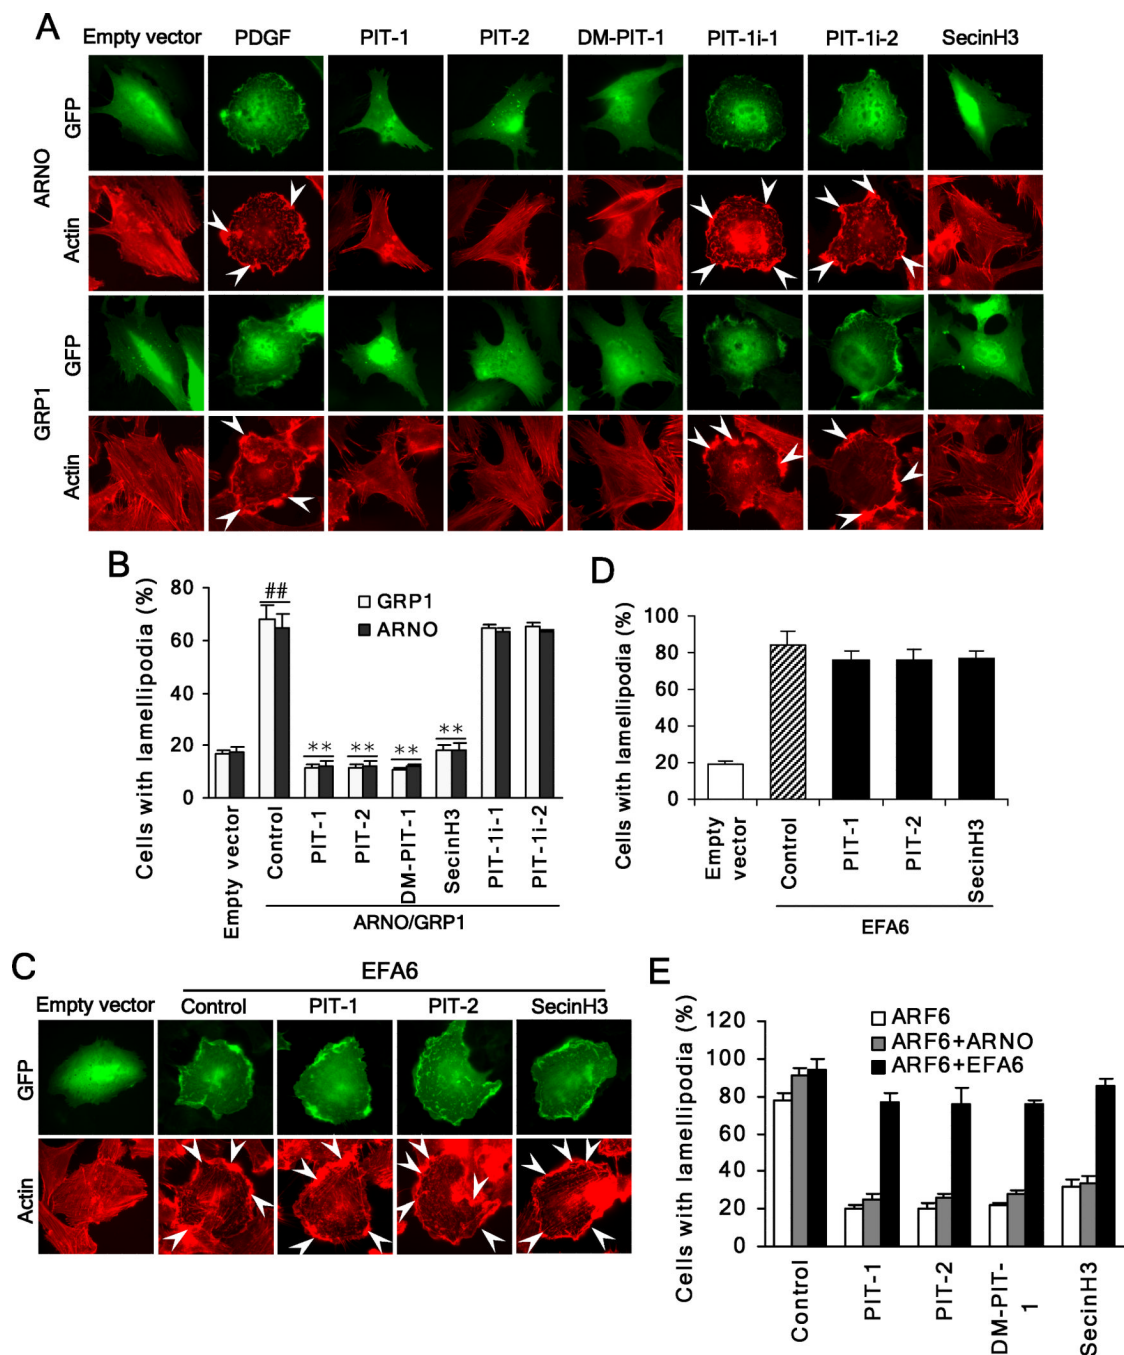 A
Empty vector PDGF PIT-1 PIT-2 DM-PIT-1 PIT-1i-1 PIT-1i-2 SecinH3
ARNO
GFP
Actin
GRP1
GFP
Actin
B
Cells with lamellipodia (%)
80
60
40
20
0
##
** ** ** **
GRP1
ARNO
Empty vector
Control
PIT-1
PIT-2
DM-PIT-1
SecinH3
PIT-1i-1
PIT-1i-2
ARNO/GRP1
D
Cells with lamellipodia (%)
100
80
60
40
20
0
Empty
vector
Control
PIT-1
PIT-2
SecinH3
EFA6
C
EFA6
Empty vector Control PIT-1 PIT-2 SecinH3
GFP
Actin
E
Cells with lamellipodia (%)
120
100
80
60
40
20
0
ARF6
ARF6+ARNO
ARF6+EFA6
Control
PIT-1
PIT-2
DM-PIT-
1
SecinH3